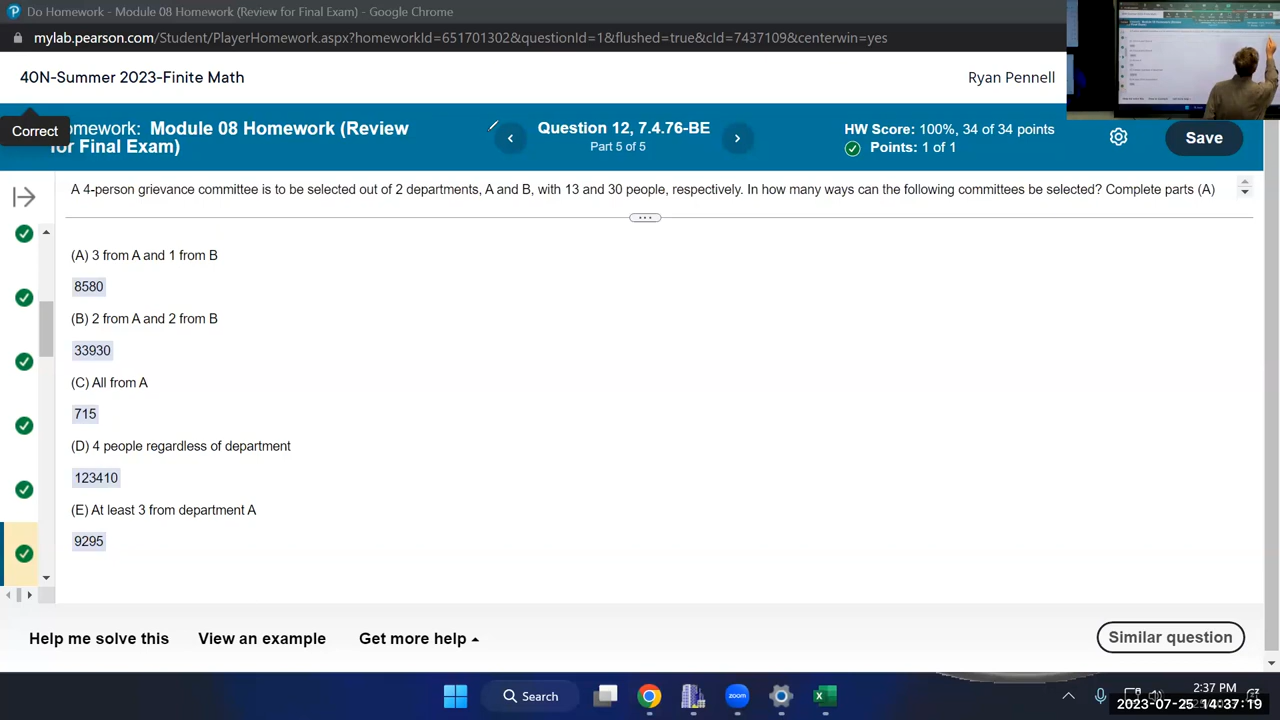 Do Homework - Module 08 Homework (Review for Final Exam) - Google Chrome
mylab.pearson.com/Student/PlayerHomework.aspx?homeworkId=
=1&flushed=true&cId=7437135&centerwin=yes
40N-Summer 2023-Finite Math
Ryan Pennell
Correct
omework: Module 08 Homework (Review
for Final Exam)
Question 12, 7.4.76-BE
Part 5 of 5
HW Score: 100%, 34 of 34 points
Points: 1 of 1
Save
A 4-person grievance committee is to be selected out of 2 departments, A and B, with 13 and 30 people, respectively. In how many ways can the following committees be selected? Complete parts (A)
(A) 3 from A and 1 from B
8580
(B) 2 from A and 2 from B
33930
(C) All from A
715
(D) 4 people regardless of department
123410
(E) At least 3 from department A
9295
Help me solve this
View an example
Get more help
Similar question
Search
zoom
2:37 PM
2023-07-25 14:37:19